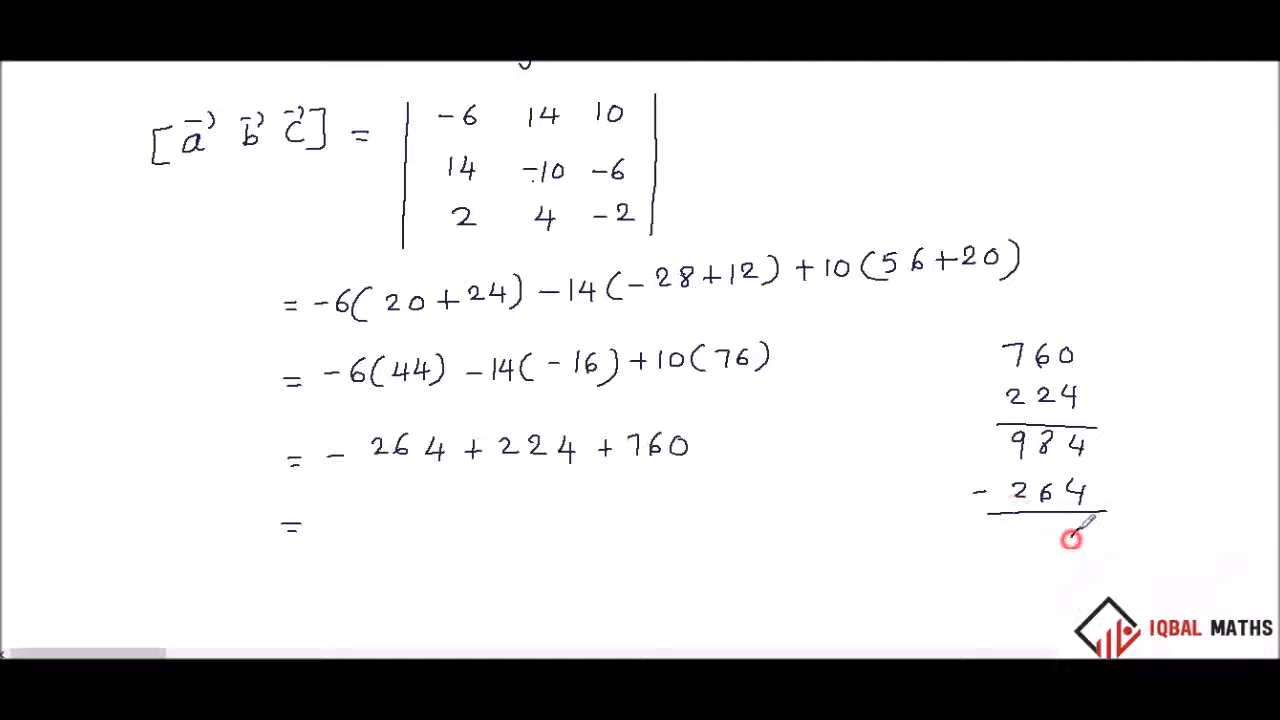 [a⃗ b⃗ c⃗] = | -6 14 10 |
| 14 -10 -6 |
| 2 4 -2 |
= -6(20+24) -14(-28+12) +10(56+20)
= -6(44) -14(-16) +10(76)
= - 264 + 224 + 760
=
760
224
984
- 264
0
IQBAL MATHS